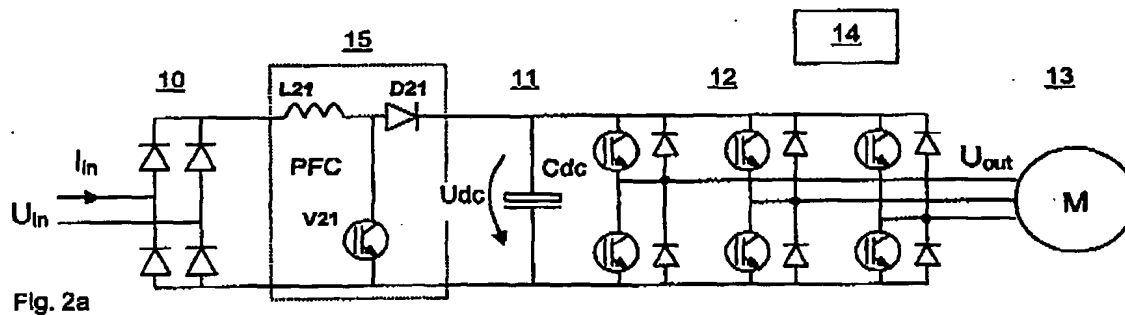 14
15
10
11
12
13
L21
D21
PFC
V21
Iin
Uin
Udc
Cdc
Uout
M
Fig. 2a